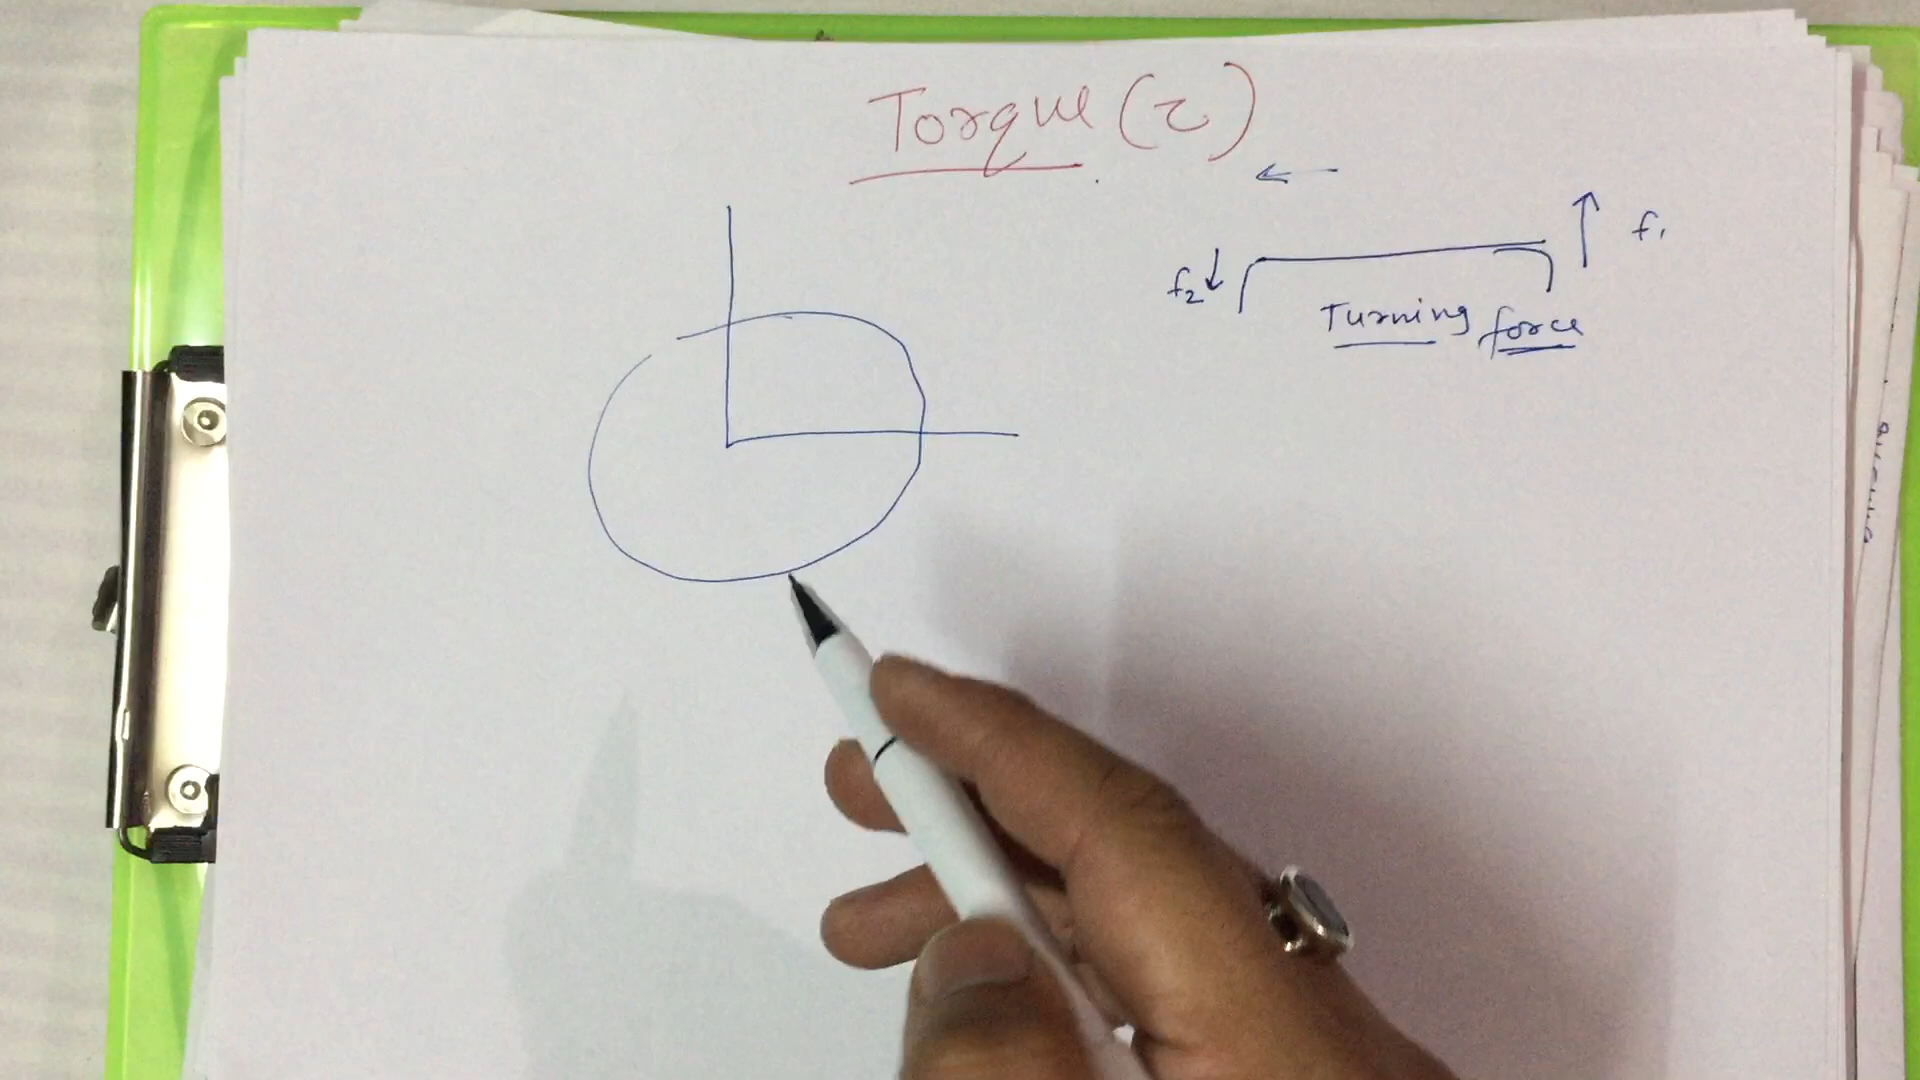 Torque (τ)
f₁
f₂
Turning force